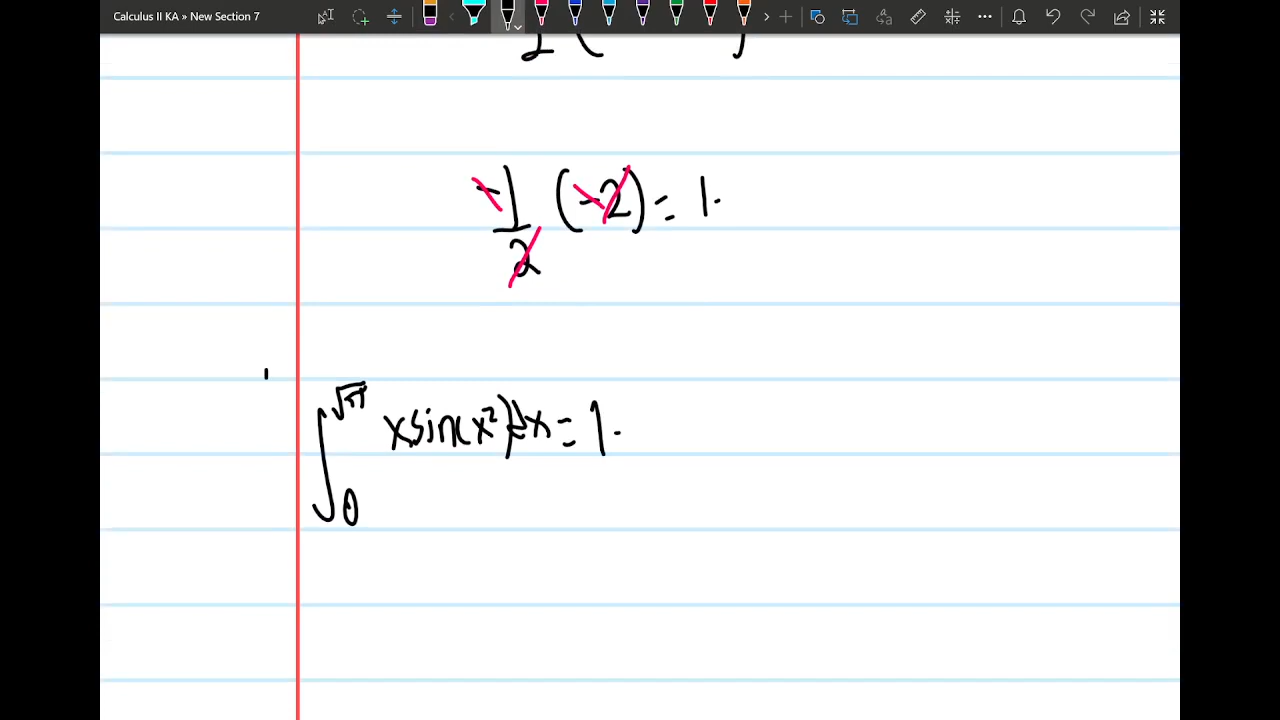 Calculus II KA » New Section 7
-1/2 (-2) = 1.
∫₀^√π x sin(x²) dx = 1.